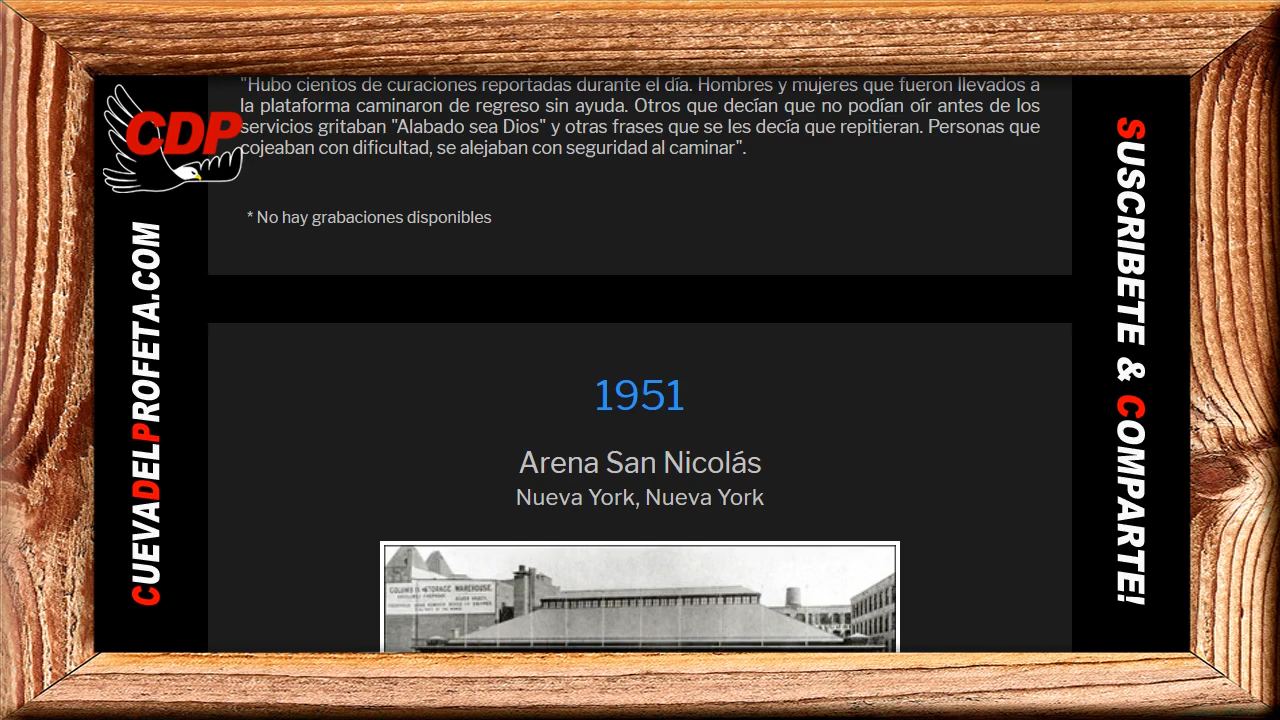 "Hubo cientos de curaciones reportadas durante el día. Hombres y mujeres que fueron llevados a
la plataforma caminaron de regreso sin ayuda. Otros que decían que no podían oír antes de los
servicios gritaban "Alabado sea Dios" y otras frases que se les decía que repitieran. Personas que
cojeaban con dificultad, se alejaban con seguridad al caminar".
* No hay grabaciones disponibles
1951
Arena San Nicolás
Nueva York, Nueva York
STORAGE WAREHOUSE.
CDP
CUEVADELPROFETA.COM
SUSCRIBETE & COMPARTE!